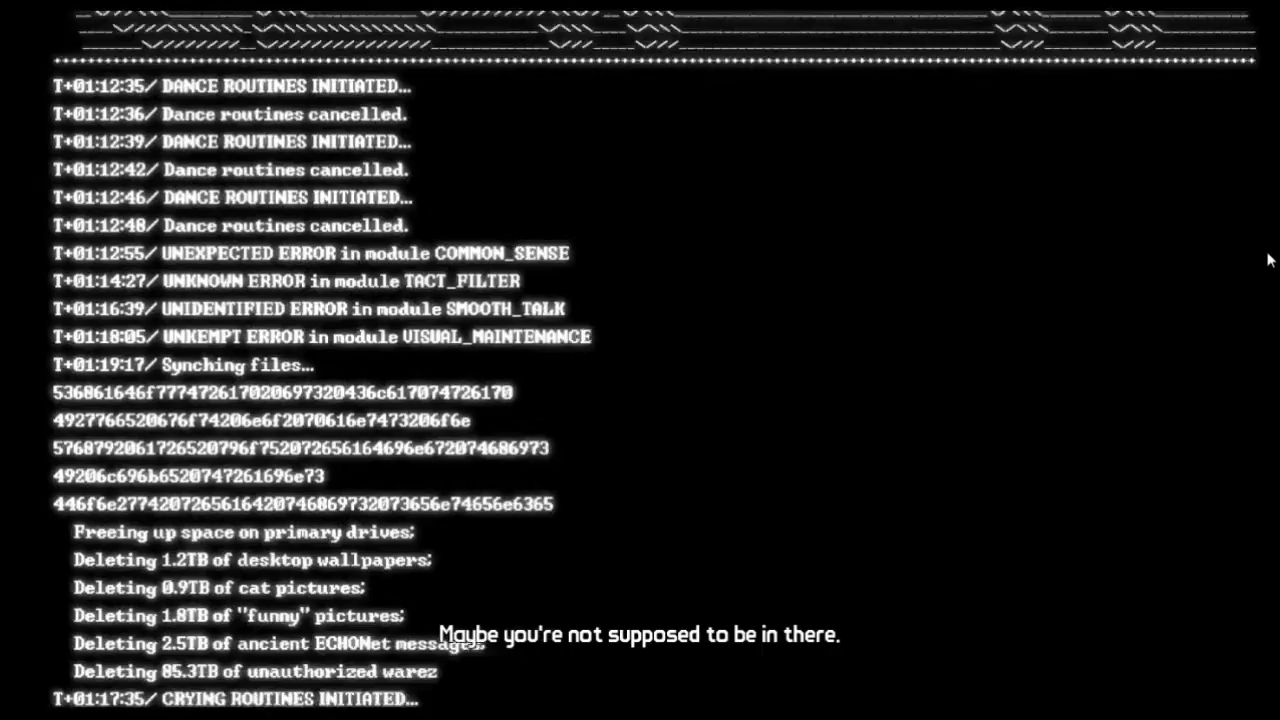 T+01:12:35/ DANCE ROUTINES INITIATED...
T+01:12:36/ Dance routines cancelled.
T+01:12:39/ DANCE ROUTINES INITIATED...
T+01:12:42/ Dance routines cancelled.
T+01:12:46/ DANCE ROUTINES INITIATED...
T+01:12:48/ Dance routines cancelled.
T+01:12:55/ UNEXPECTED ERROR in module COMMON_SENSE
T+01:14:27/ UNKNOWN ERROR in module TACT_FILTER
T+01:16:39/ UNIDENTIFIED ERROR in module SMOOTH_TALK
T+01:18:05/ UNKEMPT ERROR in module VISUAL_MAINTENANCE
T+01:19:17/ Synching files...
536861646f777472617020697320436c617074726170
4927766520676f74206e6f2070616e7473206f6e
5768792061726520796f752072656164696e672074686973
49206c696b6520747261696e73
446f6e2774207265616420746869732073656e74656e6365
Freeing up space on primary drives;
Deleting 1.2TB of desktop wallpapers;
Deleting 0.9TB of cat pictures;
Deleting 1.8TB of "funny" pictures;
Deleting 2.5TB of ancient ECHONet messages;
Maybe you're not supposed to be in there.
Deleting 85.3TB of unauthorized warez
T+01:17:35/ CRYING ROUTINES INITIATED...